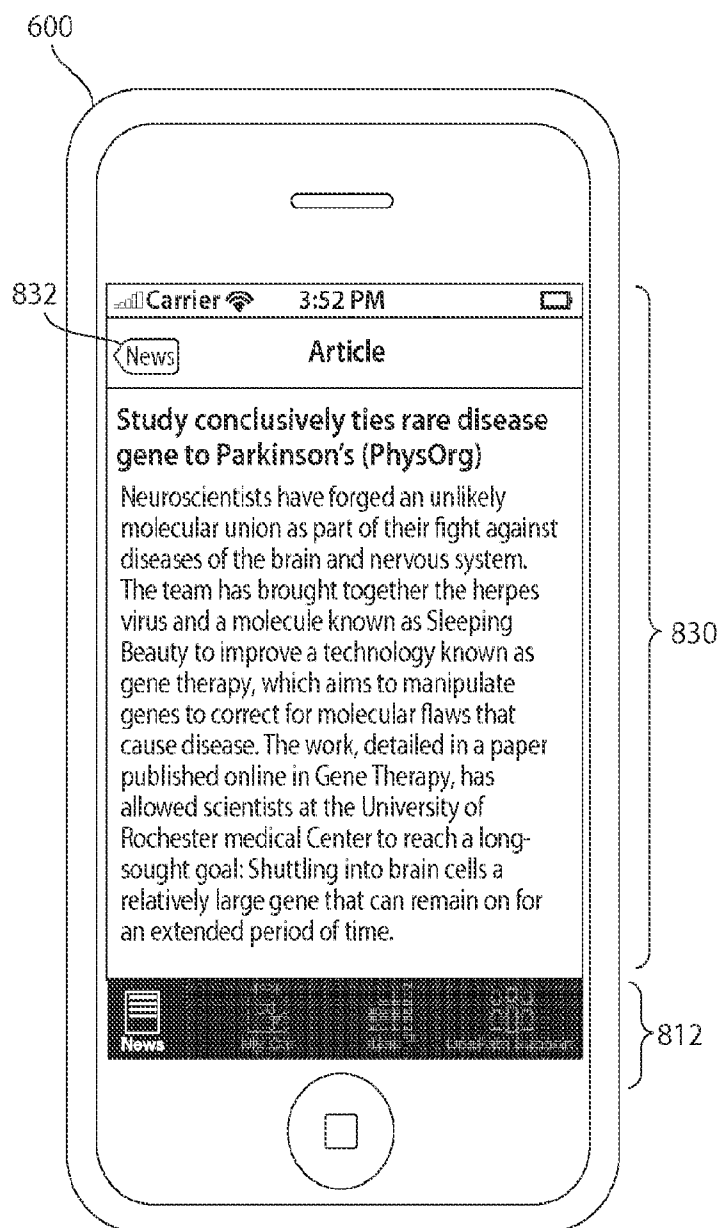 600
832
Carrier 3:52 PM
News Article
Study conclusively ties rare disease
gene to Parkinson's (PhysOrg)
Neuroscientists have forged an unlikely
molecular union as part of their fight against
diseases of the brain and nervous system.
The team has brought together the herpes
virus and a molecule known as Sleeping
Beauty to improve a technology known as
gene therapy, which aims to manipulate
genes to correct for molecular flaws that
cause disease. The work, detailed in a paper
published online in Gene Therapy, has
allowed scientists at the University of
Rochester medical Center to reach a long-
sought goal: Shuttling into brain cells a
relatively large gene that can remain on for
an extended period of time.
830
News
812